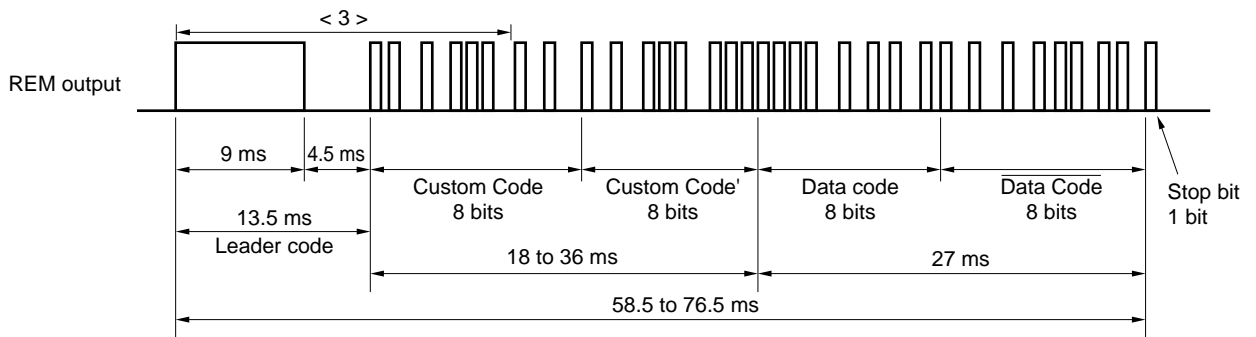 < 3 >
REM output
9 ms
4.5 ms
Custom Code
8 bits
Custom Code'
8 bits
Data code
8 bits
Data Code
8 bits
Stop bit
1 bit
13.5 ms
Leader code
18 to 36 ms
27 ms
58.5 to 76.5 ms